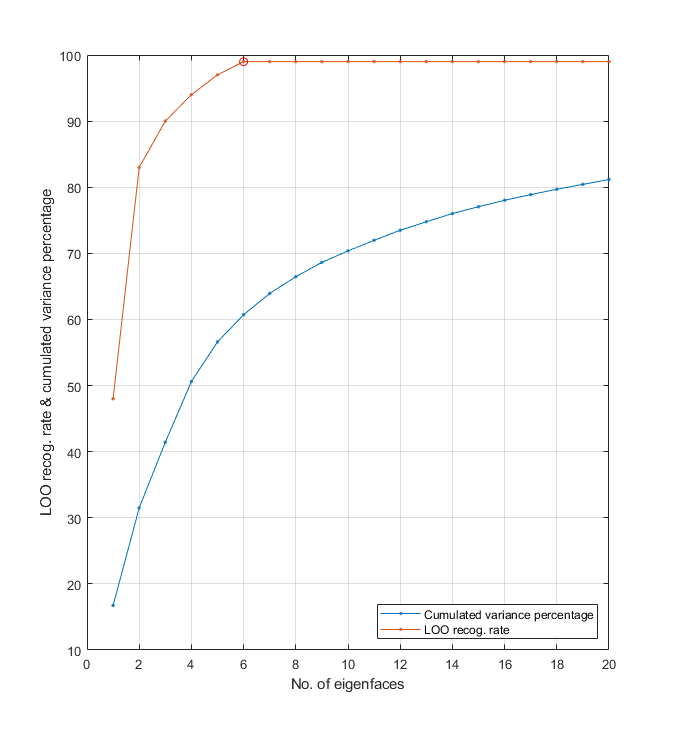 100
90
80
70
60
50
40
30
20
10
0 2 4 6 8 10 12 14 16 18 20
No. of eigenfaces
LOO recog. rate & cumulated variance percentage
Cumulated variance percentage
LOO recog. rate